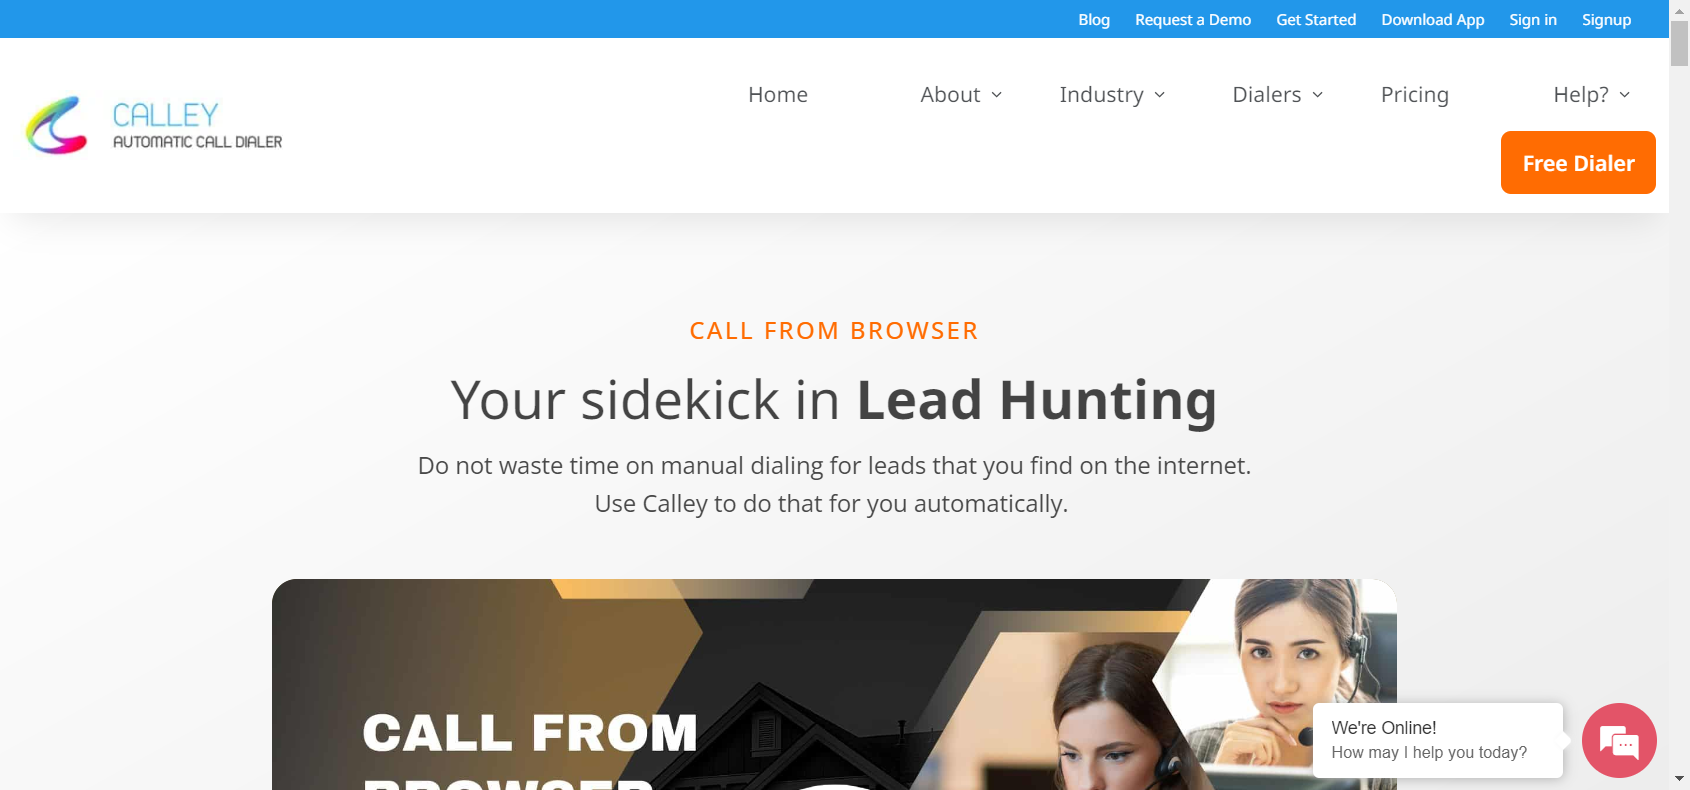 Blog Request a Demo Get Started Download App Sign in Signup
CALLEY
AUTOMATIC CALL DIALER
Home About Industry Dialers Pricing Help?
Free Dialer
CALL FROM BROWSER
Your sidekick in Lead Hunting
Do not waste time on manual dialing for leads that you find on the internet.
Use Calley to do that for you automatically.
CALL FROM
BROWSER
We're Online!
How may I help you today?